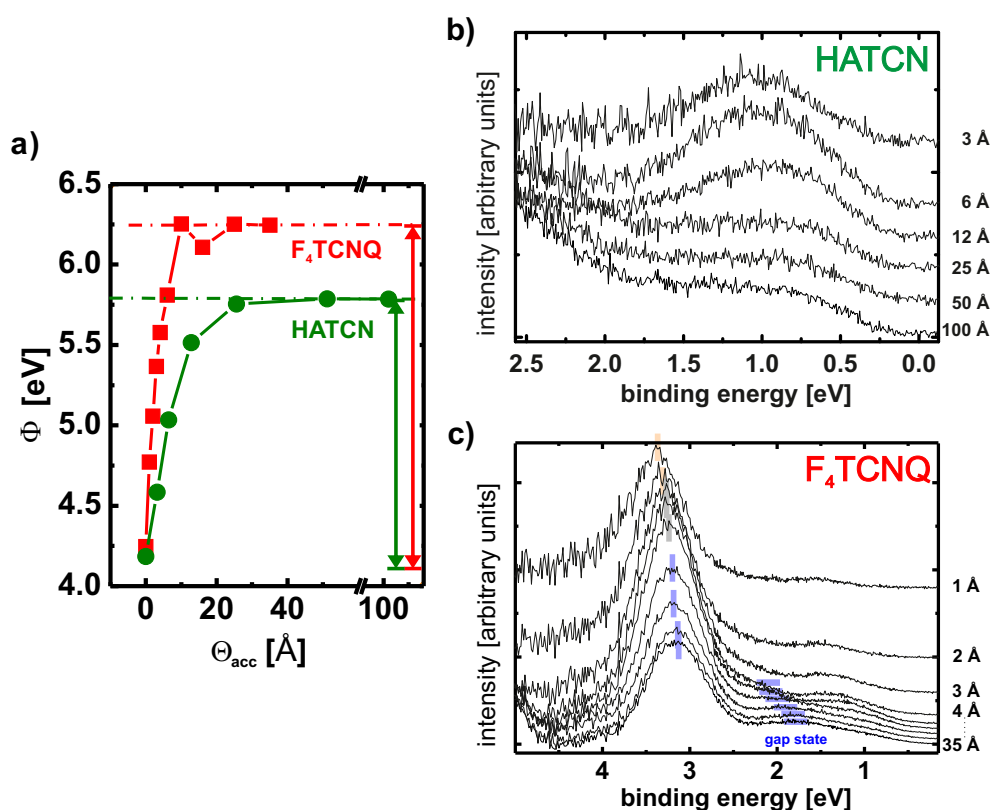 a)
Φ [eV]
6.5
6.0
5.5
5.0
4.5
4.0
F₄TCNQ
HATCN
0 20 40 100
Θacc [Å]
b)
HATCN
intensity [arbitrary units]
3 Å
6 Å
12 Å
25 Å
50 Å
100 Å
2.5 2.0 1.5 1.0 0.5 0.0
binding energy [eV]
c)
F₄TCNQ
intensity [arbitrary units]
1 Å
2 Å
3 Å
4 Å
35 Å
gap state
4 3 2 1
binding energy [eV]